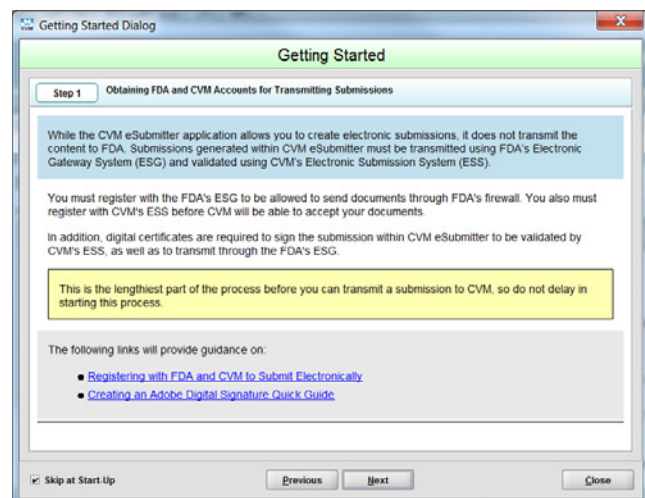 Getting Started Dialog
X
Getting Started
Step 1
Obtaining FDA and CVM Accounts for Transmitting Submissions
While the CVM eSubmitter application allows you to create electronic submissions, it does not transmit the
content to FDA. Submissions generated within CVM eSubmitter must be transmitted using FDA's Electronic
Gateway System (ESG) and validated using CVM's Electronic Submission System (ESS).
You must register with the FDA's ESG to be allowed to send documents through FDA's firewall. You also must
register with CVM's ESS before CVM will be able to accept your documents.
In addition, digital certificates are required to sign the submission within CVM eSubmitter to be validated by
CVM's ESS, as well as to transmit through the FDA's ESG.
This is the lengthiest part of the process before you can transmit a submission to CVM, so do not delay in
starting this process.
The following links will provide guidance on:
Registering with FDA and CVM to Submit Electronically
Creating an Adobe Digital Signature Quick Guide
Skip at Start-Up
Previous
Next
Close